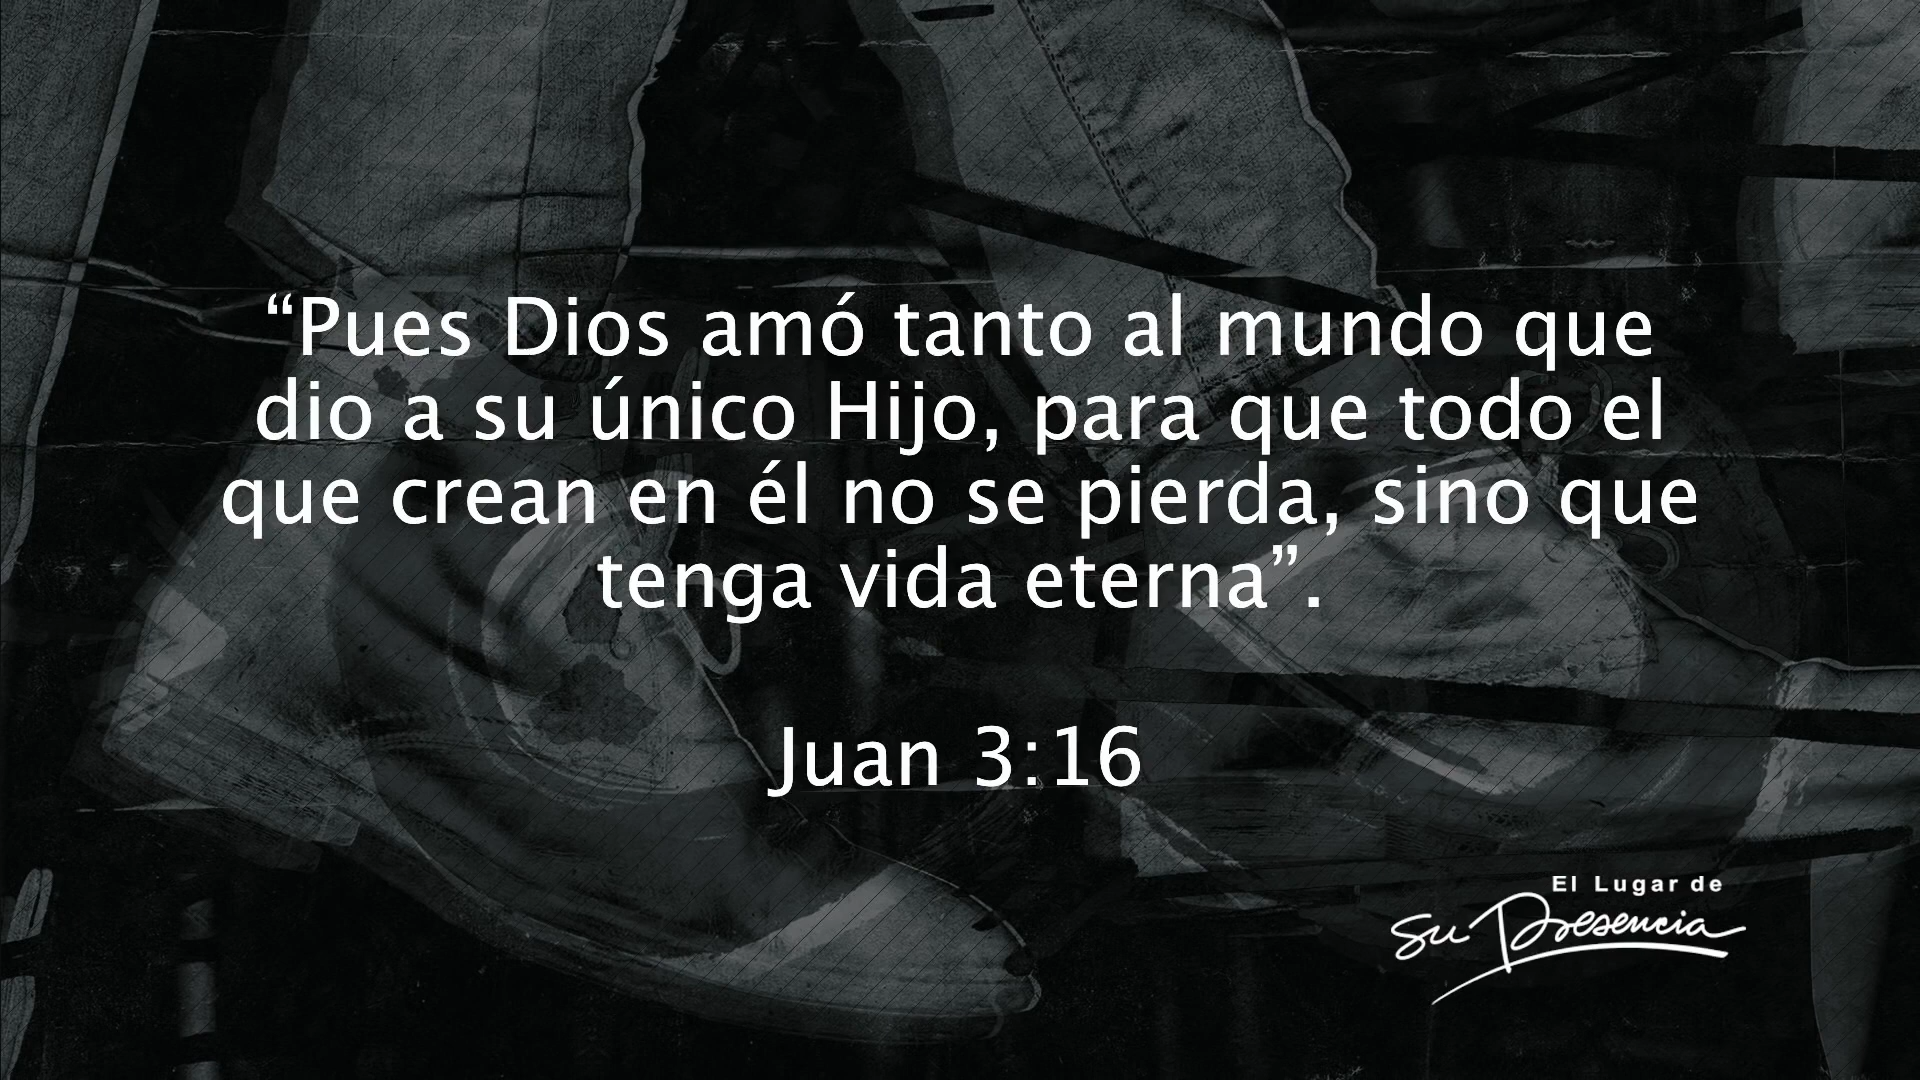 “Pues Dios amó tanto al mundo que
dio a su único Hijo, para que todo el
que crean en él no se pierda, sino que
tenga vida eterna”.
Juan 3:16
El Lugar de
Su Presencia